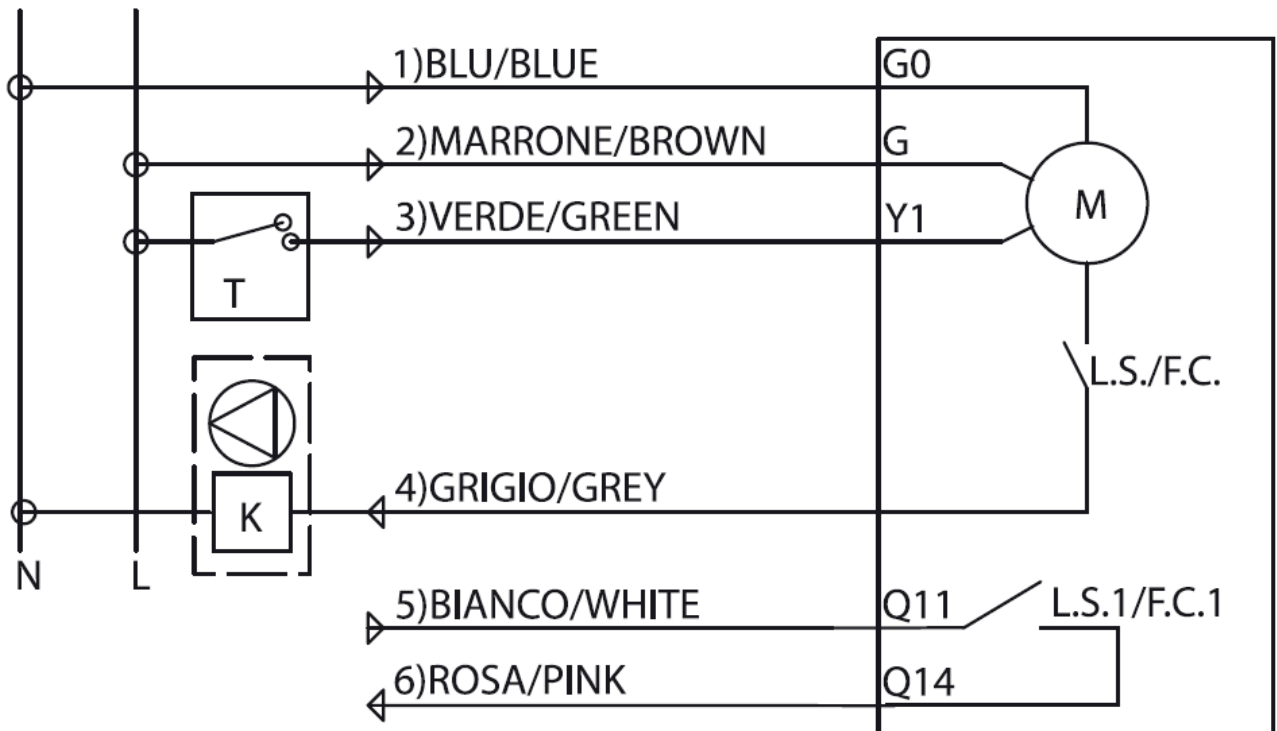 1)BLU/BLUE
G0
2)MARRONE/BROWN
G
M
3)VERDE/GREEN
Y1
T
L.S./F.C.
4)GRIGIO/GREY
K
N
L
5)BIANCO/WHITE
Q11
L.S.1/F.C.1
6)ROSA/PINK
Q14